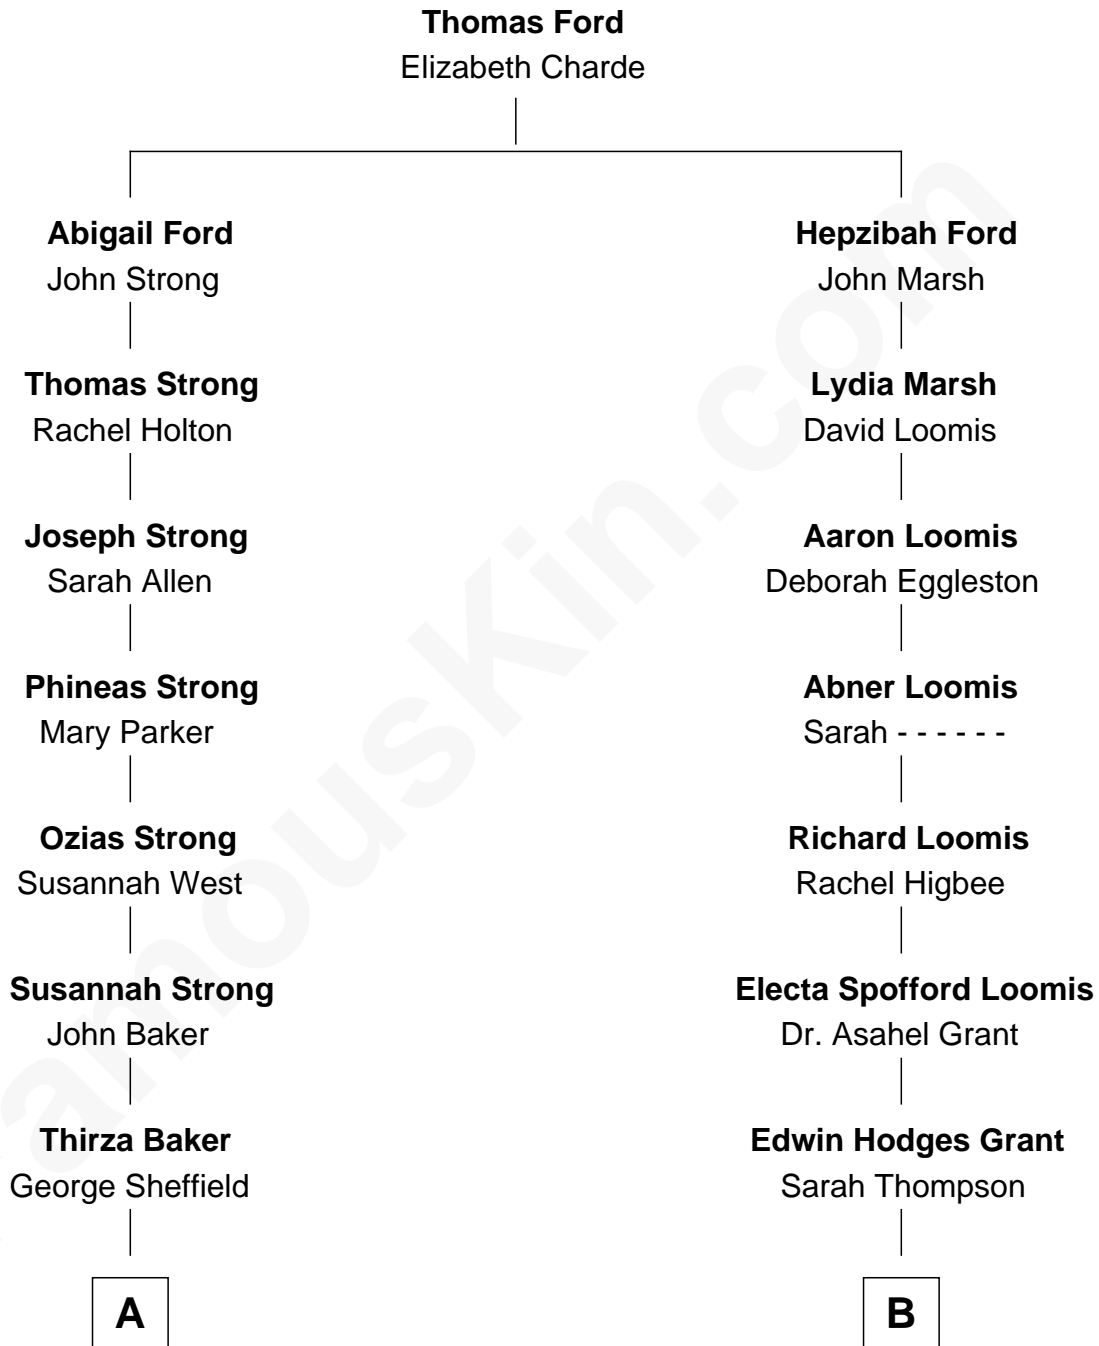 Thomas Ford
Elizabeth Charde
Abigail Ford
John Strong
Hepzibah Ford
John Marsh
Thomas Strong
Rachel Holton
Lydia Marsh
David Loomis
Joseph Strong
Sarah Allen
Aaron Loomis
Deborah Eggleston
Phineas Strong
Mary Parker
Abner Loomis
Sarah - - - - - -
Ozias Strong
Susannah West
Richard Loomis
Rachel Higbee
Susannah Strong
John Baker
Electa Spofford Loomis
Dr. Asahel Grant
Thirza Baker
George Sheffield
Edwin Hodges Grant
Sarah Thompson
A
B
amousKin.com